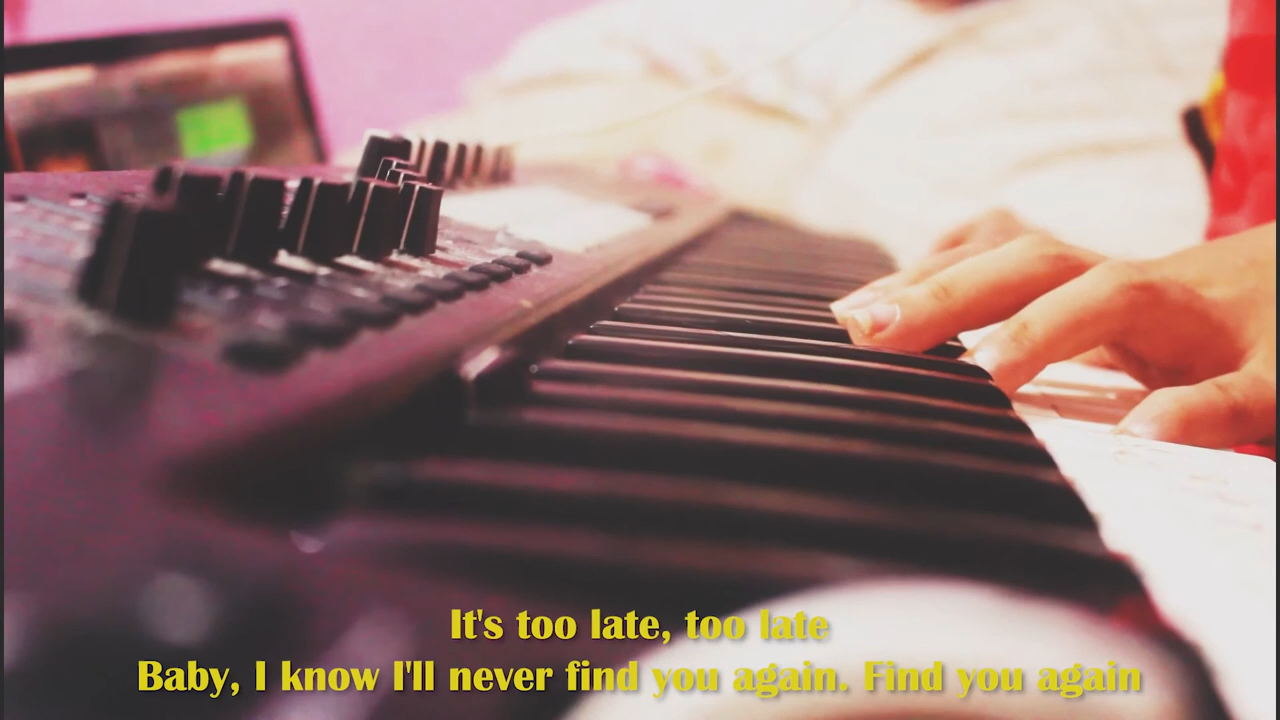 It's too late, too late
Baby, I know I'll never find you again. Find you again